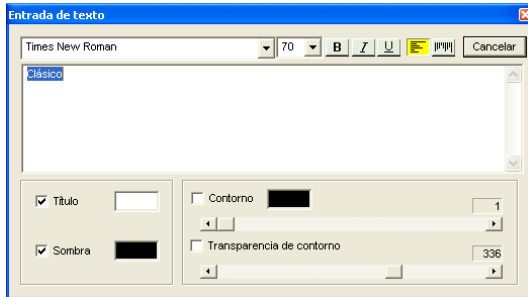 Entrada de texto
Times New Roman 70 B I U Cancelar
Clásico
Título Contorno 1
Sombra Transparencia de contorno 336